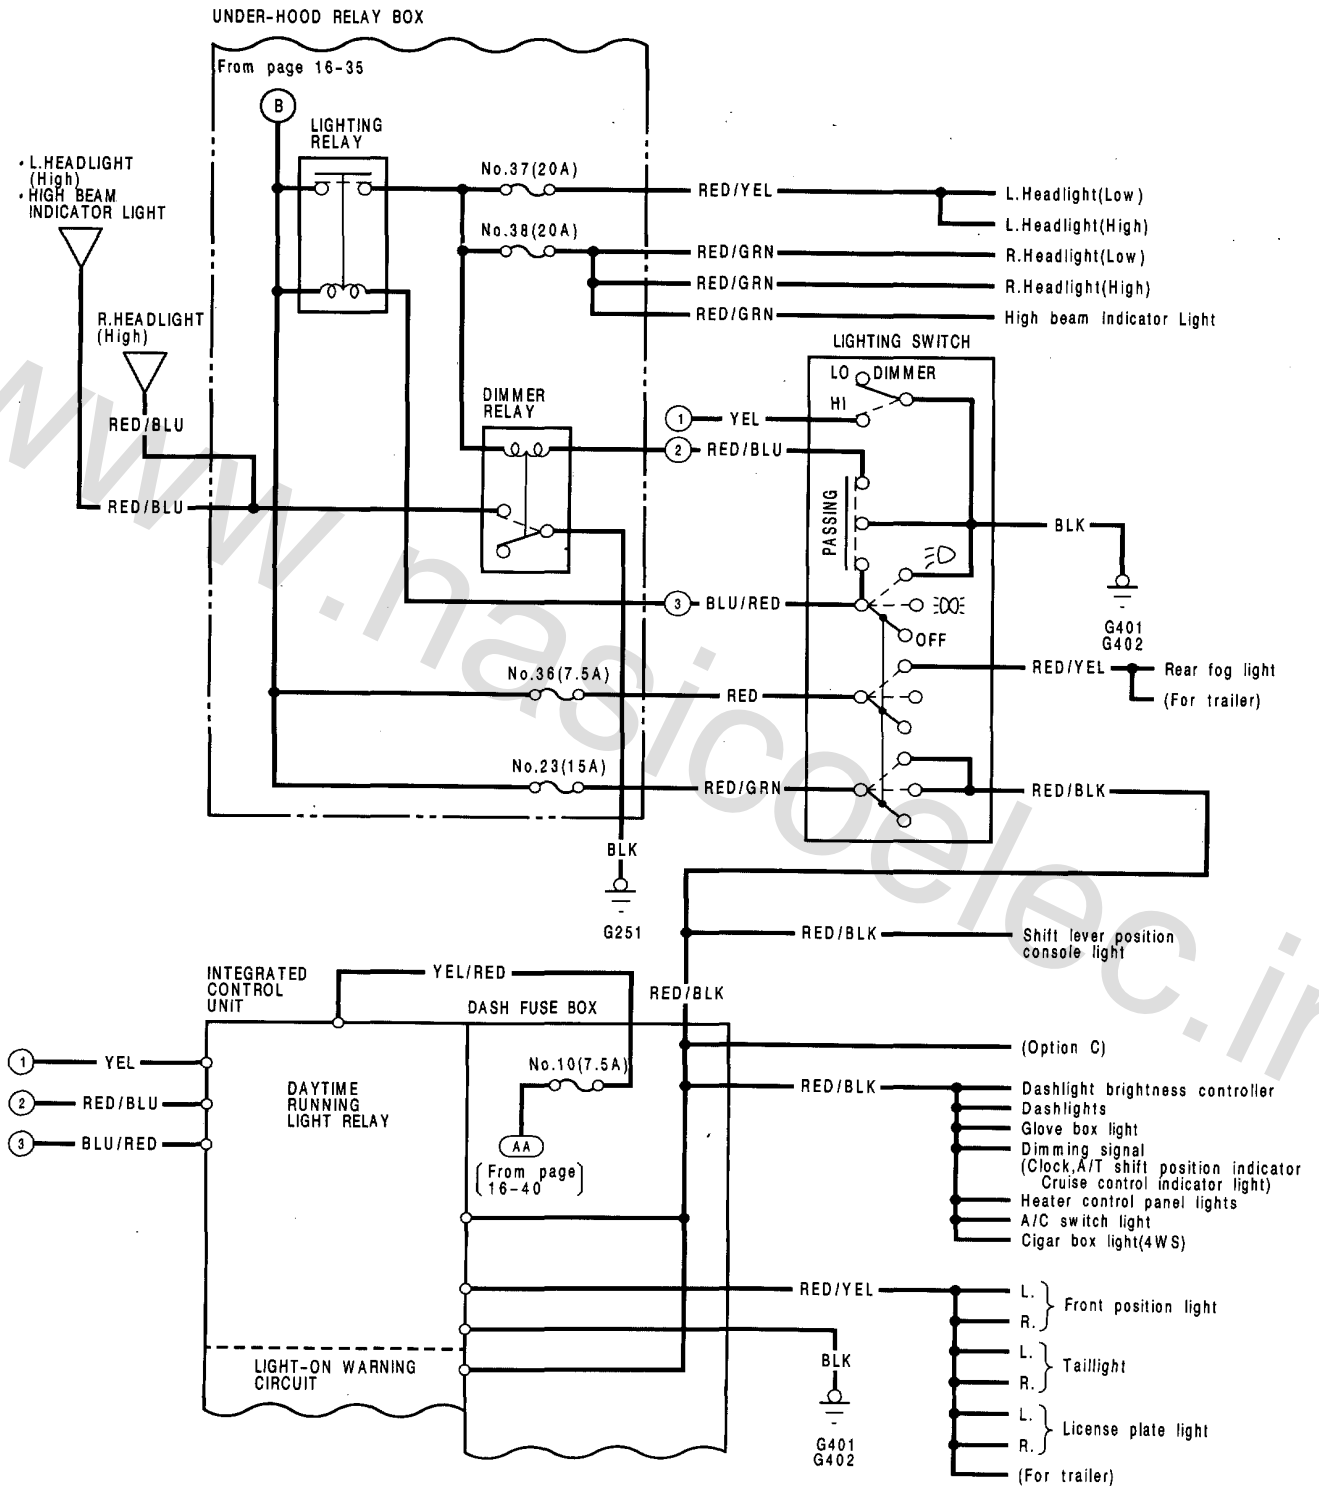 UNDER-HOOD RELAY BOX
From page 16-35
B
LIGHTING
RELAY
No.37(20A)
RED/YEL
L.Headlight(Low)
L.Headlight(High)
No.38(20A)
RED/GRN
R.Headlight(Low)
RED/GRN
R.Headlight(High)
RED/GRN
High beam Indicator Light
• L.HEADLIGHT
(High)
• HIGH BEAM
INDICATOR LIGHT
R.HEADLIGHT
(High)
RED/BLU
RED/BLU
LIGHTING SWITCH
LO
DIMMER
HI
DIMMER
RELAY
1
YEL
2
RED/BLU
PASSING
BLK
G401
G402
3
BLU/RED
OFF
No.36(7.5A)
RED
RED/YEL
Rear fog light
(For trailer)
No.23(15A)
RED/GRN
RED/BLK
BLK
G251
RED/BLK
Shift lever position
console light
INTEGRATED
CONTROL
UNIT
YEL/RED
DASH FUSE BOX
RED/BLK
1
YEL
2
RED/BLU
3
BLU/RED
DAYTIME
RUNNING
LIGHT RELAY
No.10(7.5A)
AA
(From page
16-40)
(Option C)
RED/BLK
Dashlight brightness controller
Dashlights
Glove box light
Dimming signal
(Clock,A/T shift position indicator
Cruise control indicator light)
Heater control panel lights
A/C switch light
Cigar box light(4WS)
RED/YEL
L.
R.
Front position light
L.
R.
Taillight
L.
R.
License plate light
(For trailer)
BLK
G401
G402
LIGHT-ON WARNING
CIRCUIT
www.nasicoelec.ir